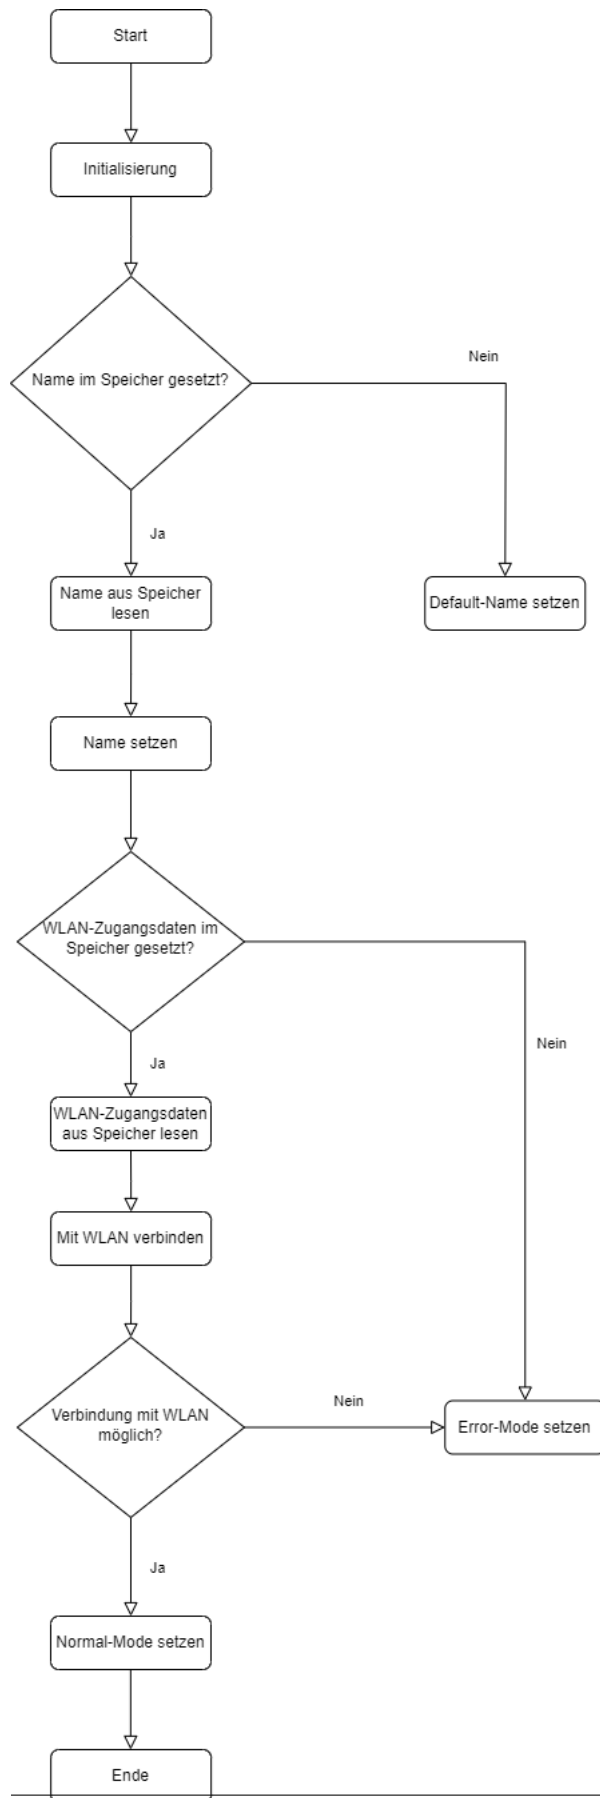 Start
Initialisierung
Name im Speicher gesetzt?
Nein
Ja
Name aus Speicher
lesen
Default-Name setzen
Name setzen
WLAN-Zugangsdaten im
Speicher gesetzt?
Nein
Ja
WLAN-Zugangsdaten
aus Speicher lesen
Mit WLAN verbinden
Verbindung mit WLAN
möglich?
Nein
Error-Mode setzen
Ja
Normal-Mode setzen
Ende